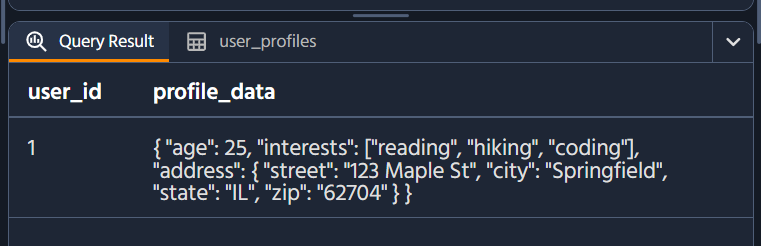 Query Result user_profiles
user_id profile_data
1 { "age": 25, "interests": ["reading", "hiking", "coding"],
"address": { "street": "123 Maple St", "city": "Springfield",
"state": "IL", "zip": "62704" } }